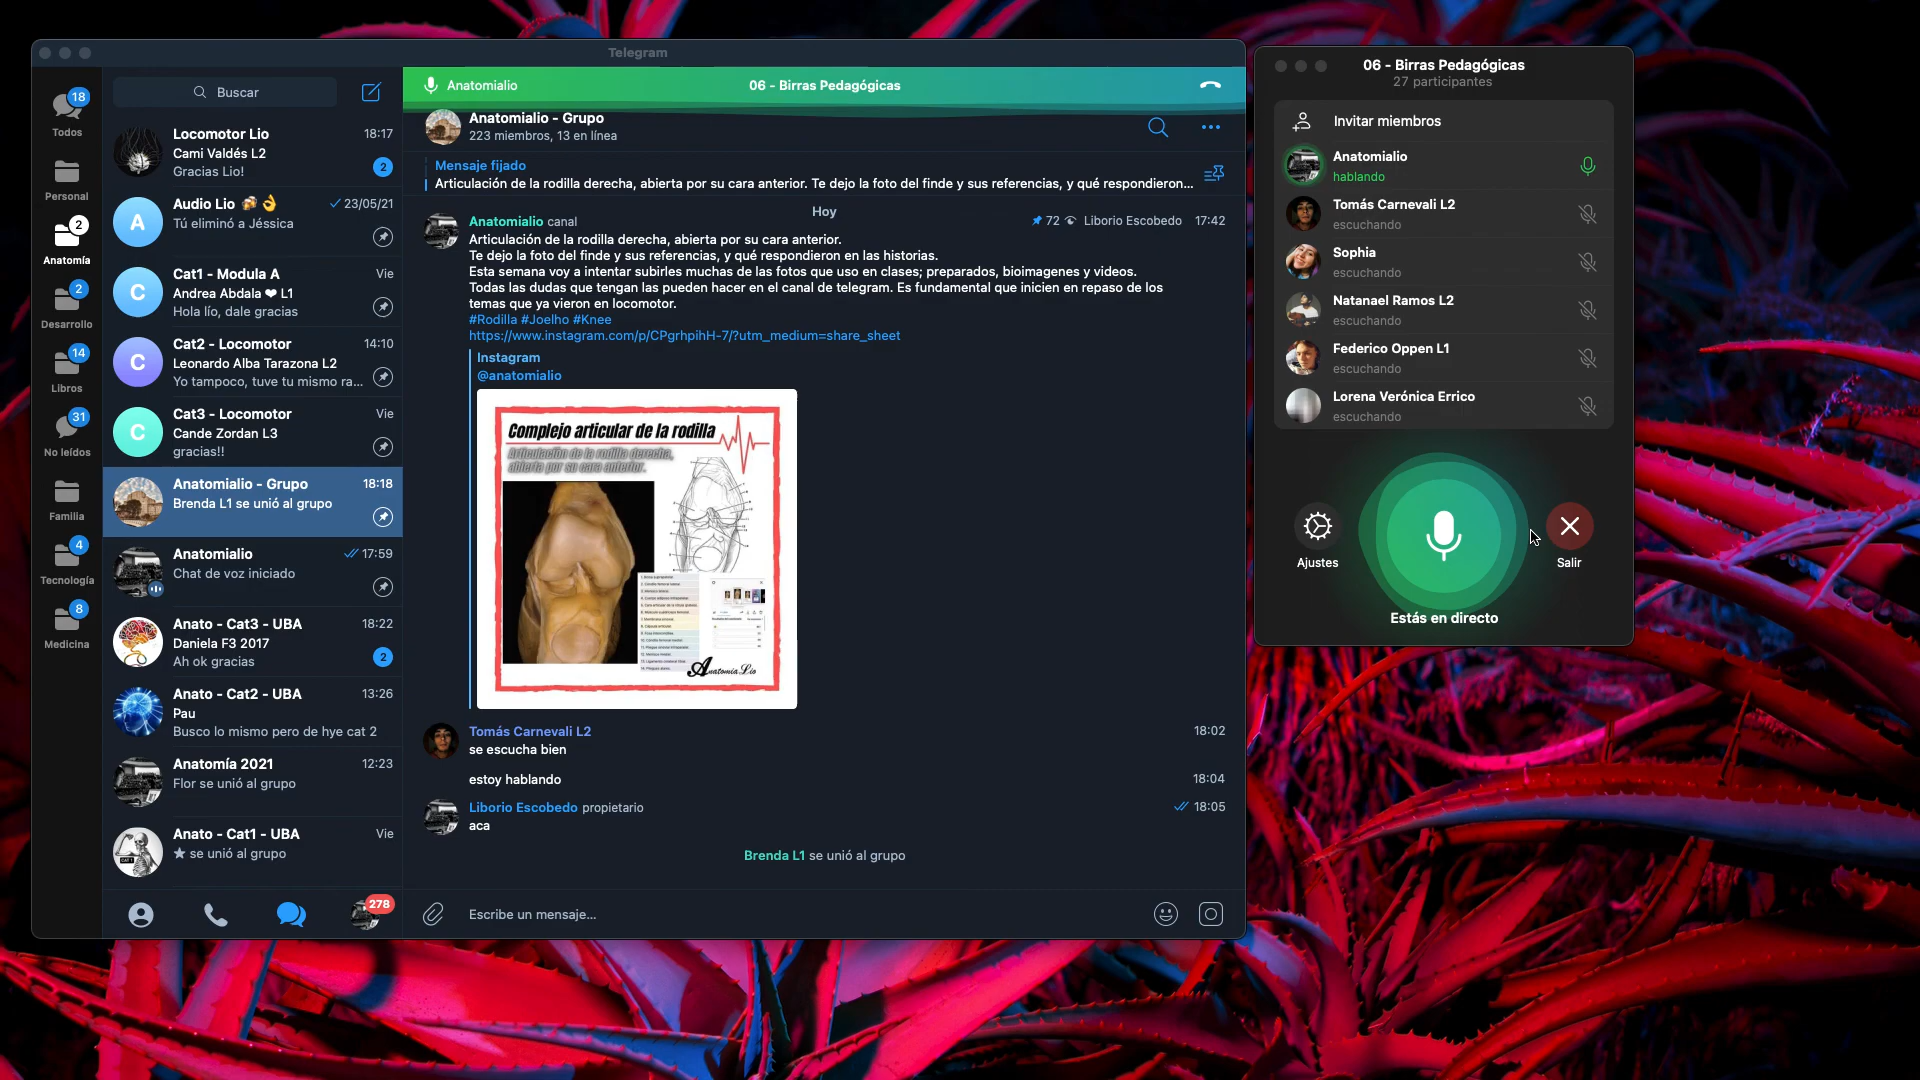 Telegram
18
Todos
Personal
2
Anatomía
2
Desarrollo
14
Libros
31
No leídos
Familia
4
Tecnología
8
Medicina
Buscar
Locomotor Lio 18:17
Cami Valdés L2
Gracias Lio! 2
A
Audio Lio 🍻👌 23/05/21
Tú eliminó a Jéssica
C
Cat1 - Modula A Vie
Andrea Abdala ❤ L1
Hola lío, dale gracias
C
Cat2 - Locomotor 14:10
Leonardo Alba Tarazona L2
Yo tampoco, tuve tu mismo ra...
C
Cat3 - Locomotor Vie
Cande Zordan L3
gracias!!
Anatomialio - Grupo 18:18
Brenda L1 se unió al grupo
Anatomialio 17:59
Chat de voz iniciado
Anato - Cat3 - UBA 18:22
Daniela F3 2017
Ah ok gracias 2
Anato - Cat2 - UBA 13:26
Pau
Busco lo mismo pero de hye cat 2
Anatomía 2021 12:23
Flor se unió al grupo
Anato - Cat1 - UBA Vie
★ se unió al grupo
278
Anatomialio 06 - Birras Pedagógicas
Anatomialio - Grupo
223 miembros, 13 en línea
Mensaje fijado
Articulación de la rodilla derecha, abierta por su cara anterior. Te dejo la foto del finde y sus referencias, y qué respondieron...
Hoy
Anatomialio canal 72 Liborio Escobedo 17:42
Articulación de la rodilla derecha, abierta por su cara anterior.
Te dejo la foto del finde y sus referencias, y qué respondieron en las historias.
Esta semana voy a intentar subirles muchas de las fotos que uso en clases; preparados, bioimagenes y videos.
Todas las dudas que tengan las pueden hacer en el canal de telegram. Es fundamental que inicien en repaso de los
temas que ya vieron en locomotor.
#Rodilla #Joelho #Knee
https://www.instagram.com/p/CPgrhpihH-7/?utm_medium=share_sheet
Instagram
@anatomialio
Complejo articular de la rodilla
Articulación de la rodilla derecha,
abierta por su cara anterior.
Anatomia Lio
Tomás Carnevali L2 18:02
se escucha bien
estoy hablando 18:04
Liborio Escobedo propietario 18:05
aca
Brenda L1 se unió al grupo
Escribe un mensaje...
06 - Birras Pedagógicas
27 participantes
Invitar miembros
Anatomialio
hablando
Tomás Carnevali L2
escuchando
Sophia
escuchando
Natanael Ramos L2
escuchando
Federico Oppen L1
escuchando
Lorena Verónica Errico
escuchando
Ajustes
Salir
Estás en directo